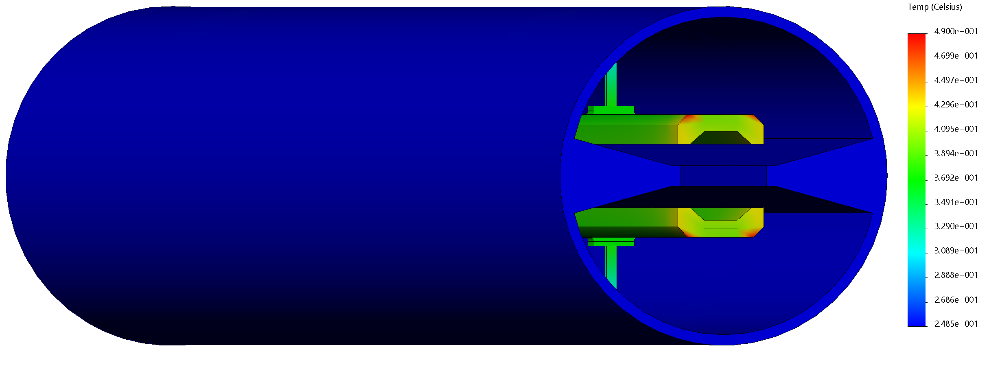 Temp (Celsius)
4.900e+001
4.699e+001
4.497e+001
4.296e+001
4.095e+001
3.894e+001
3.692e+001
3.491e+001
3.290e+001
3.089e+001
2.888e+001
2.686e+001
2.485e+001